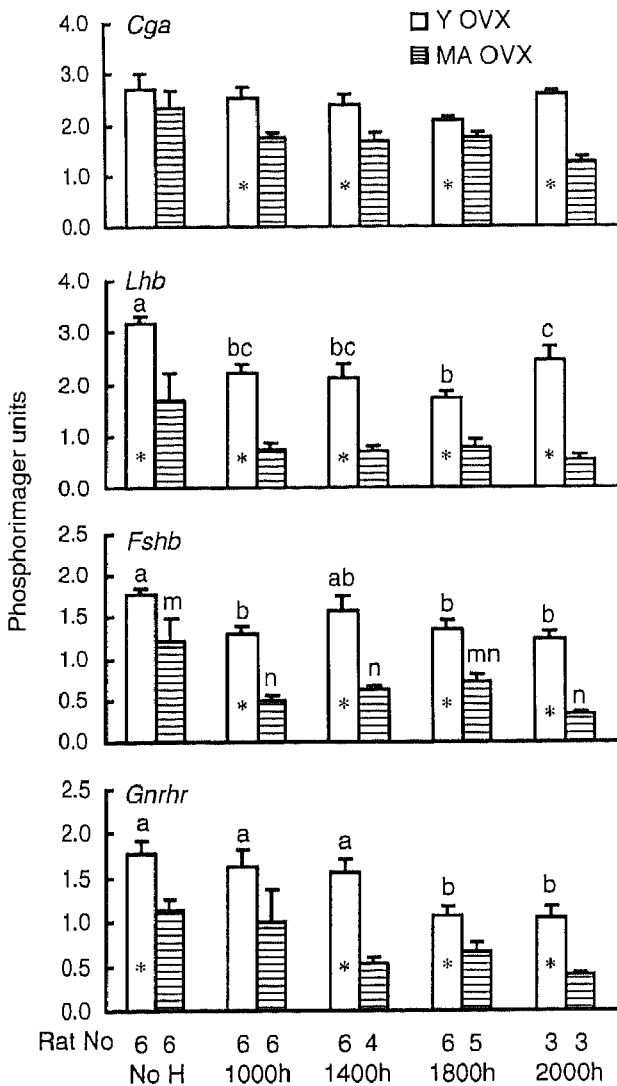 Y OVX
MA OVX
Cga
4.0
3.0
2.0
1.0
0.0
* * * *
Lhb
4.0
3.0
2.0
1.0
0.0
a bc bc b c
* * * * *
Fshb
2.5
2.0
1.5
1.0
0.5
0.0
a m b n ab n b mn b n
* * * *
Gnrhr
2.5
2.0
1.5
1.0
0.5
0.0
a a a b b
* * * *
Phosphorimager units
Rat No 6 6 6 6 6 4 6 5 3 3
No H 1000h 1400h 1800h 2000h